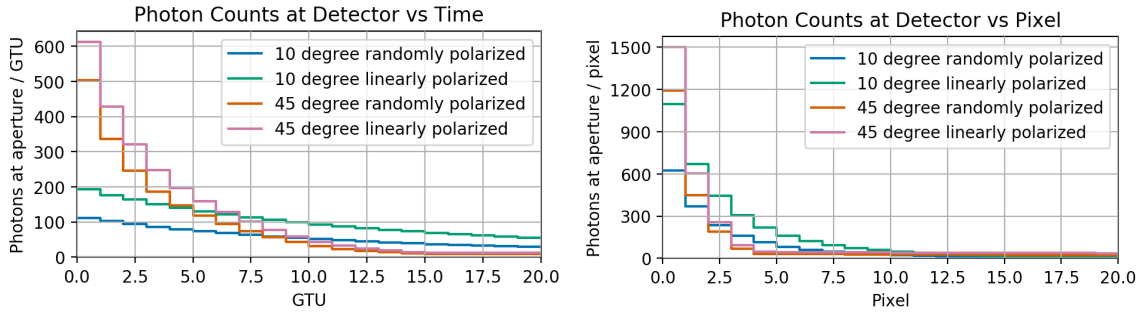 Photon Counts at Detector vs Time
Photons at aperture / GTU
600
500
400
300
200
100
0
10 degree randomly polarized
10 degree linearly polarized
45 degree randomly polarized
45 degree linearly polarized
0.0 2.5 5.0 7.5 10.0 12.5 15.0 17.5 20.0
GTU
Photon Counts at Detector vs Pixel
Photons at aperture / pixel
1500
1200
900
600
300
0
10 degree randomly polarized
10 degree linearly polarized
45 degree randomly polarized
45 degree linearly polarized
0.0 2.5 5.0 7.5 10.0 12.5 15.0 17.5 20.0
Pixel